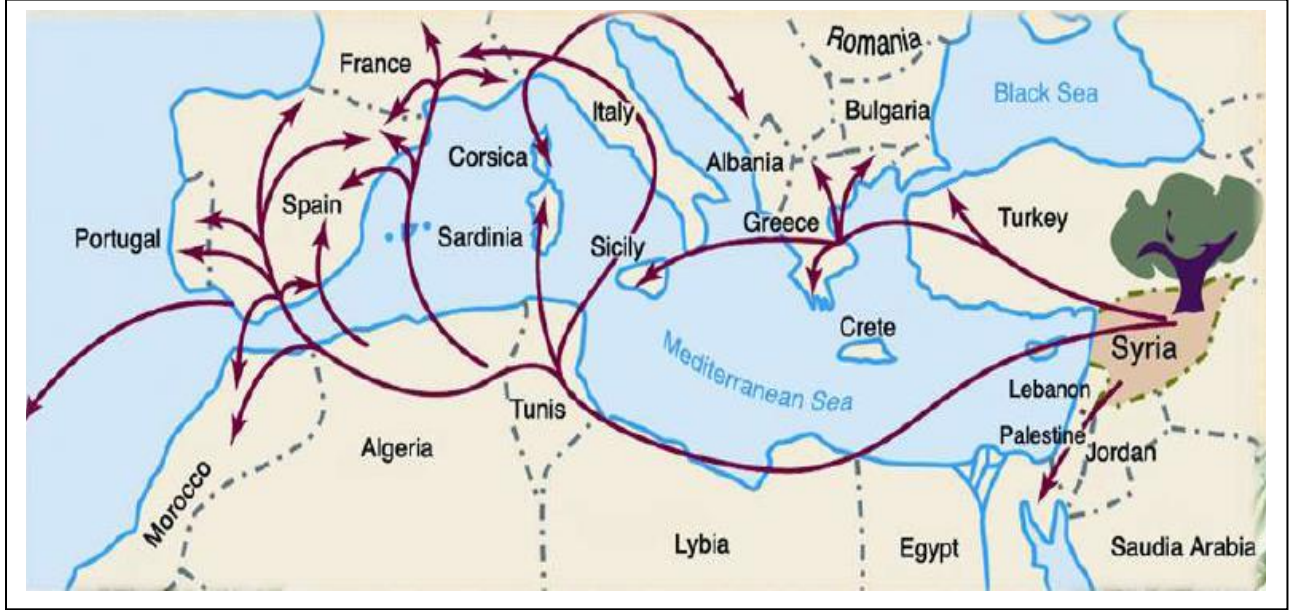 Romania
France
Black Sea
Italy
Bulgaria
Corsica
Albania
Spain
Turkey
Greece
Portugal
Sardinia
Sicily
Crete
Syria
Mediterranean Sea
Lebanon
Tunis
Palestine
Algeria
Jordan
Morocco
Lybia
Egypt
Saudia Arabia